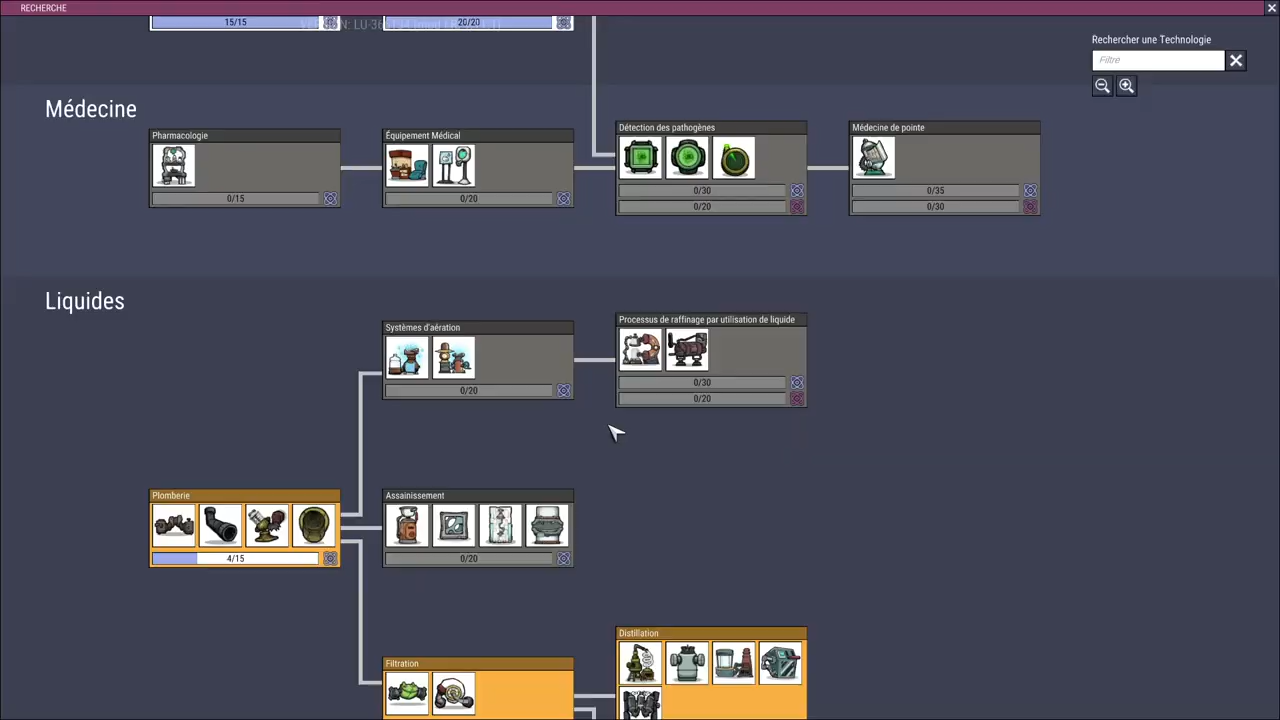 RECHERCHE
15/15
20/20
Rechercher une Technologie
Filtre
Médecine
Pharmacologie
0/15
Équipement Médical
0/20
Détection des pathogènes
0/30
0/20
Médecine de pointe
0/35
0/30
Liquides
Systèmes d'aération
0/20
Processus de raffinage par utilisation de liquide
0/30
0/20
Plomberie
4/15
Assainissement
0/20
Filtration
Distillation